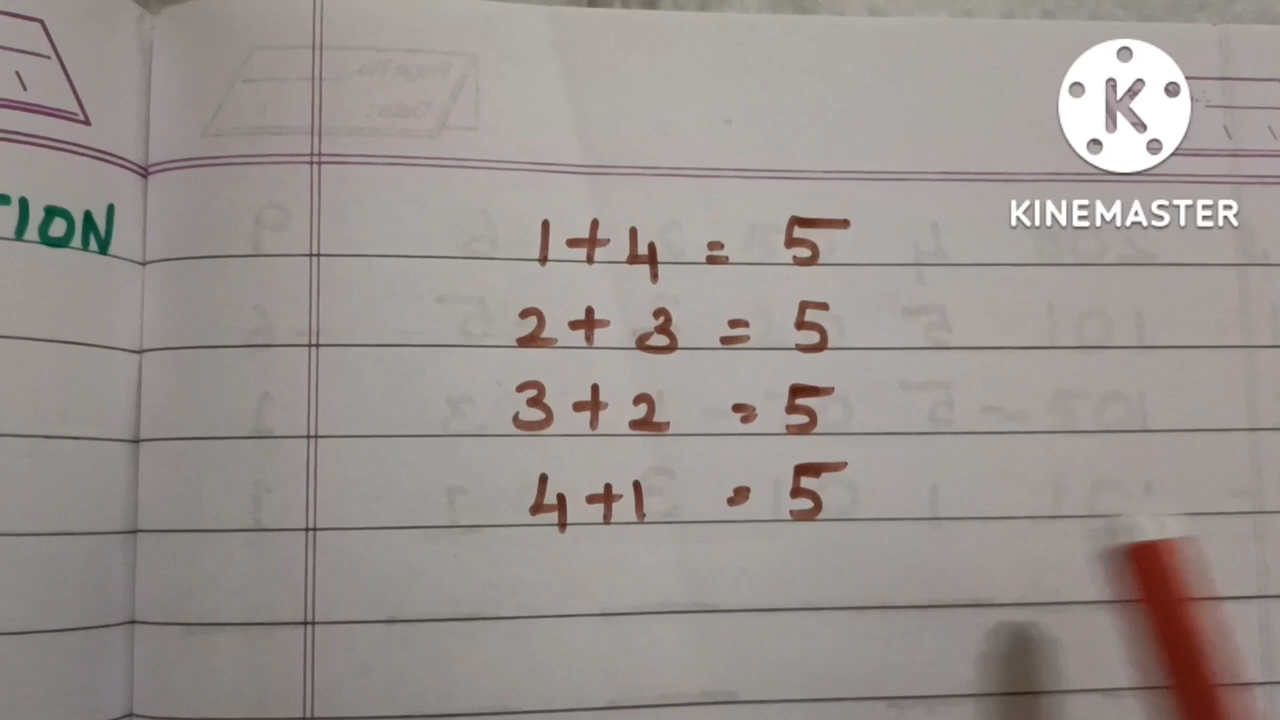 TION
1+4 = 5
2+3 = 5
3+2 = 5
4+1 = 5
KINEMASTER